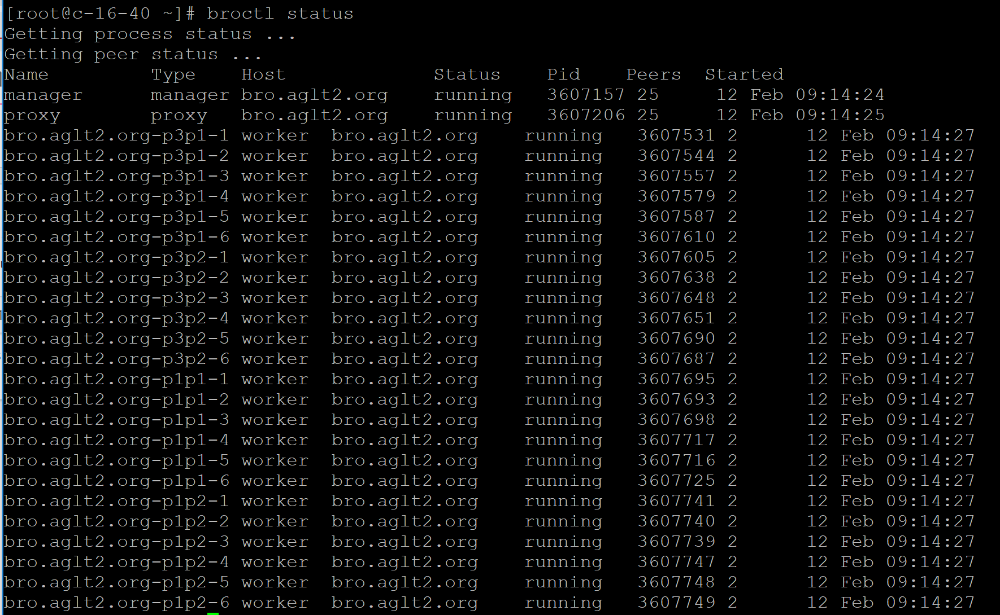 [root@c-16-40 ~]# broctl status
Getting process status ...
Getting peer status ...
Name         Type    Host             Status    Pid    Peers  Started
manager      manager bro.aglt2.org    running   3607157 25     12 Feb 09:14:24
proxy        proxy   bro.aglt2.org    running   3607206 25     12 Feb 09:14:25
bro.aglt2.org-p3p1-1 worker  bro.aglt2.org    running   3607531 2      12 Feb 09:14:27
bro.aglt2.org-p3p1-2 worker  bro.aglt2.org    running   3607544 2      12 Feb 09:14:27
bro.aglt2.org-p3p1-3 worker  bro.aglt2.org    running   3607557 2      12 Feb 09:14:27
bro.aglt2.org-p3p1-4 worker  bro.aglt2.org    running   3607579 2      12 Feb 09:14:27
bro.aglt2.org-p3p1-5 worker  bro.aglt2.org    running   3607587 2      12 Feb 09:14:27
bro.aglt2.org-p3p1-6 worker  bro.aglt2.org    running   3607610 2      12 Feb 09:14:27
bro.aglt2.org-p3p2-1 worker  bro.aglt2.org    running   3607605 2      12 Feb 09:14:27
bro.aglt2.org-p3p2-2 worker  bro.aglt2.org    running   3607638 2      12 Feb 09:14:27
bro.aglt2.org-p3p2-3 worker  bro.aglt2.org    running   3607648 2      12 Feb 09:14:27
bro.aglt2.org-p3p2-4 worker  bro.aglt2.org    running   3607651 2      12 Feb 09:14:27
bro.aglt2.org-p3p2-5 worker  bro.aglt2.org    running   3607690 2      12 Feb 09:14:27
bro.aglt2.org-p3p2-6 worker  bro.aglt2.org    running   3607687 2      12 Feb 09:14:27
bro.aglt2.org-p1p1-1 worker  bro.aglt2.org    running   3607695 2      12 Feb 09:14:27
bro.aglt2.org-p1p1-2 worker  bro.aglt2.org    running   3607693 2      12 Feb 09:14:27
bro.aglt2.org-p1p1-3 worker  bro.aglt2.org    running   3607698 2      12 Feb 09:14:27
bro.aglt2.org-p1p1-4 worker  bro.aglt2.org    running   3607717 2      12 Feb 09:14:27
bro.aglt2.org-p1p1-5 worker  bro.aglt2.org    running   3607716 2      12 Feb 09:14:27
bro.aglt2.org-p1p1-6 worker  bro.aglt2.org    running   3607725 2      12 Feb 09:14:27
bro.aglt2.org-p1p2-1 worker  bro.aglt2.org    running   3607741 2      12 Feb 09:14:27
bro.aglt2.org-p1p2-2 worker  bro.aglt2.org    running   3607740 2      12 Feb 09:14:27
bro.aglt2.org-p1p2-3 worker  bro.aglt2.org    running   3607739 2      12 Feb 09:14:27
bro.aglt2.org-p1p2-4 worker  bro.aglt2.org    running   3607747 2      12 Feb 09:14:27
bro.aglt2.org-p1p2-5 worker  bro.aglt2.org    running   3607748 2      12 Feb 09:14:27
bro.aglt2.org-p1p2-6 worker  bro.aglt2.org    running   3607749 2      12 Feb 09:14:27